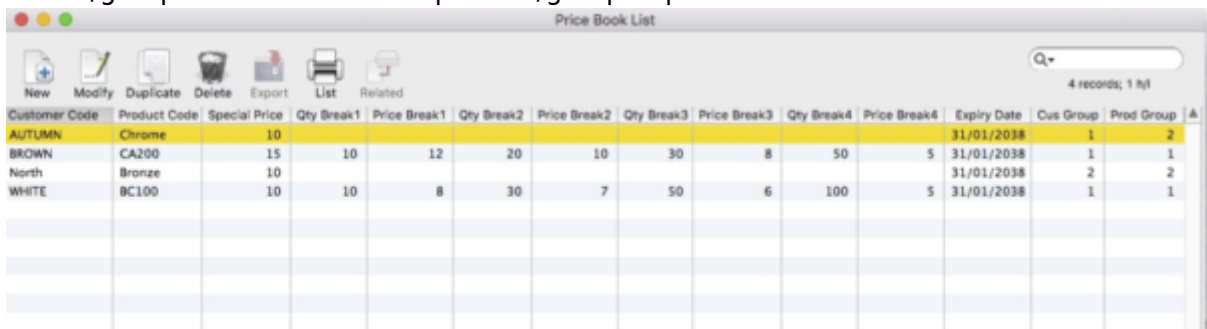 Price Book List
New Modify Duplicate Delete Export List Related
4 records; 1 h/l
Customer Code Product Code Special Price Qty Break1 Price Break1 Qty Break2 Price Break2 Qty Break3 Price Break3 Qty Break4 Price Break4 Expiry Date Cus Group Prod Group
AUTUMN Chrome 10 31/01/2038 1 2
BROWN CA200 15 10 12 20 10 30 8 50 5 31/01/2038 1 1
North Bronze 10 31/01/2038 2 2
WHITE BC100 10 10 8 30 7 50 6 100 5 31/01/2038 1 1